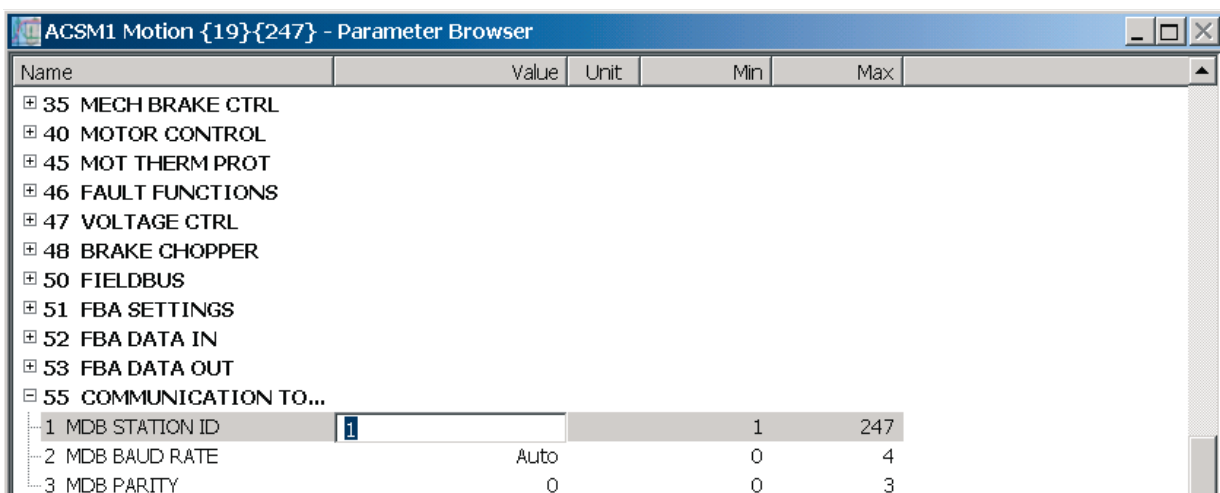 ACSM1 Motion {19}{247} - Parameter Browser
Name Value Unit Min Max
35 MECH BRAKE CTRL
40 MOTOR CONTROL
45 MOT THERM PROT
46 FAULT FUNCTIONS
47 VOLTAGE CTRL
48 BRAKE CHOPPER
50 FIELDBUS
51 FBA SETTINGS
52 FBA DATA IN
53 FBA DATA OUT
55 COMMUNICATION TO...
1 MDB STATION ID 1 1 247
2 MDB BAUD RATE Auto 0 4
3 MDB PARITY 0 0 3